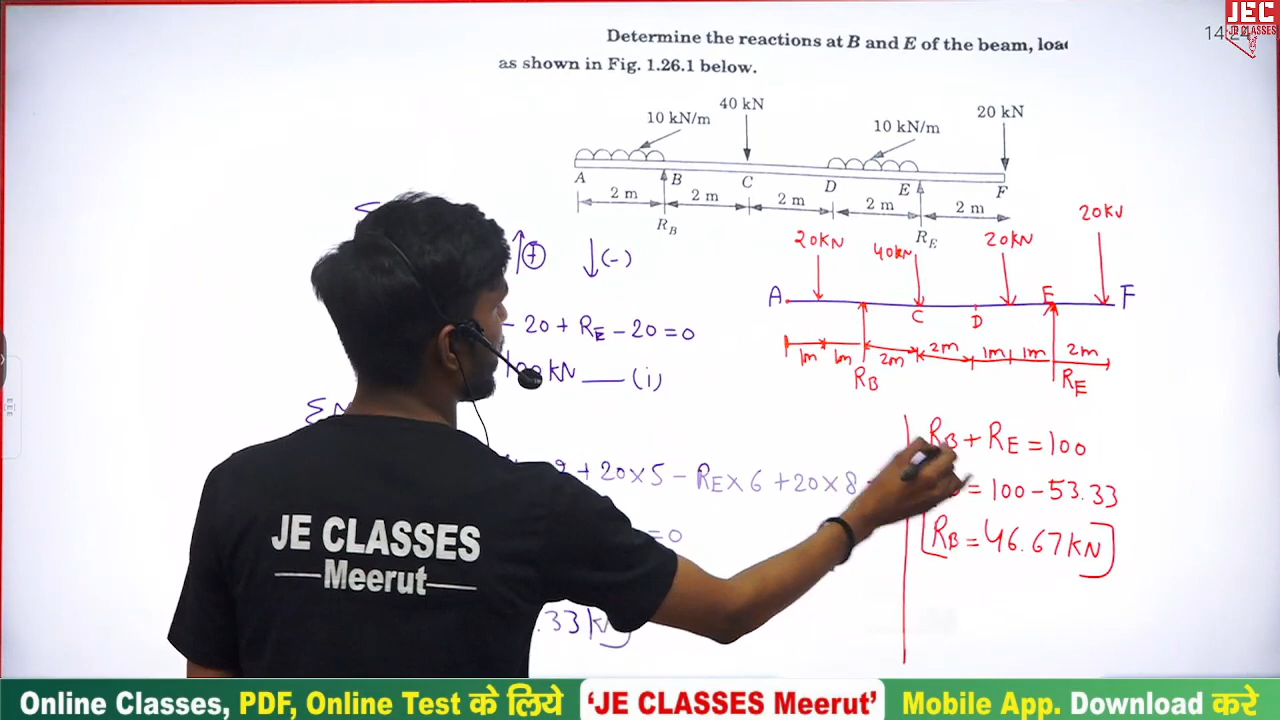 JEC
JE CLASSES
Determine the reactions at B and E of the beam,
as shown in Fig. 1.26.1 below.
10 kN/m
40 kN
10 kN/m
20 kN
A
B
C
D
E
F
2 m
2 m
2 m
2 m
2 m
R_B
R_E
20KN
40KN
20KN
20KN
A
C
D
E
F
1m
1m
2m
2m
1m
1m
2m
R_B
R_E
(+)
(-)
- 20 + R_E - 20 = 0
kN — (i)
+ 20 × 5 - R_E × 6 + 20 × 8
= 0
.33 kN
R_B + R_E = 100
= 100 - 53.33
R_B = 46.67 KN
JE CLASSES
Meerut
Online Classes, PDF, Online Test के लिये 'JE CLASSES Meerut' Mobile App. Download करे